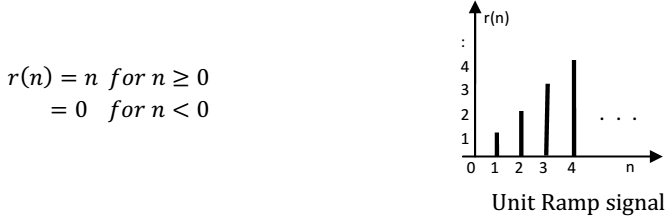 r(n) = n for n ≥ 0
= 0 for n < 0
r(n)
:
4
3
2
1
0 1 2 3 4 n
. . .
Unit Ramp signal